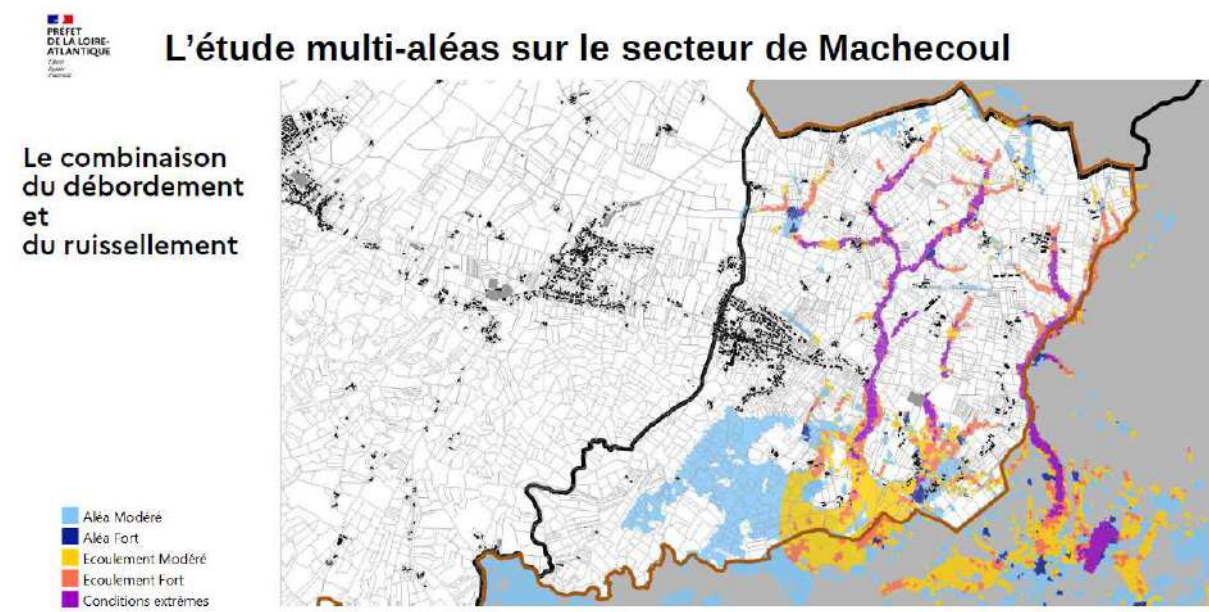 PRÉFET
DE LA LOIRE-
ATLANTIQUE
L'étude multi-aléas sur le secteur de Machecoul
Le combinaison
du débordement
et
du ruissellement
Aléa Modéré
Aléa Fort
Ecoulement Modéré
Ecoulement Fort
Conditions extrêmes